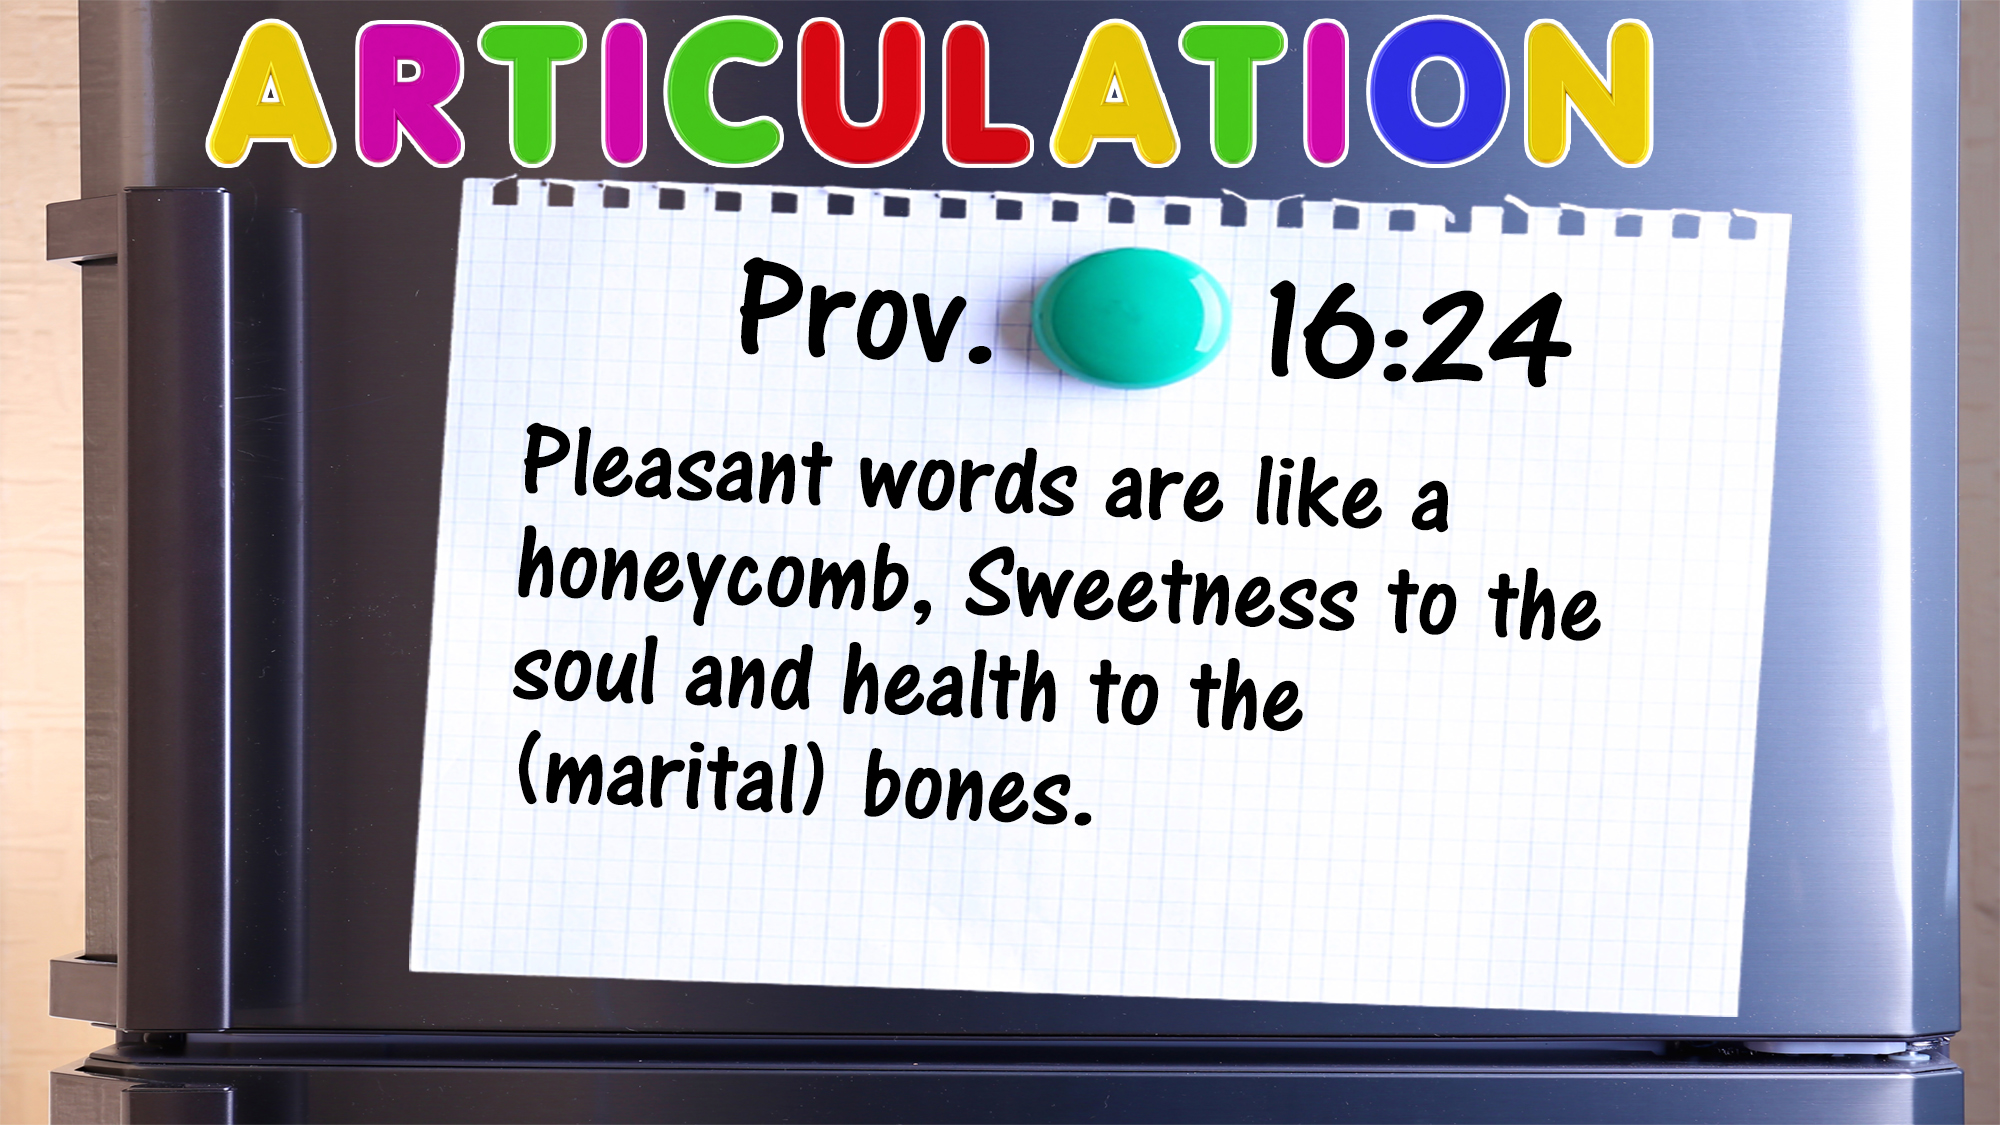 ARTICULATION
Prov. 16:24
Pleasant words are like a
honeycomb, Sweetness to the
soul and health to the
(marital) bones.